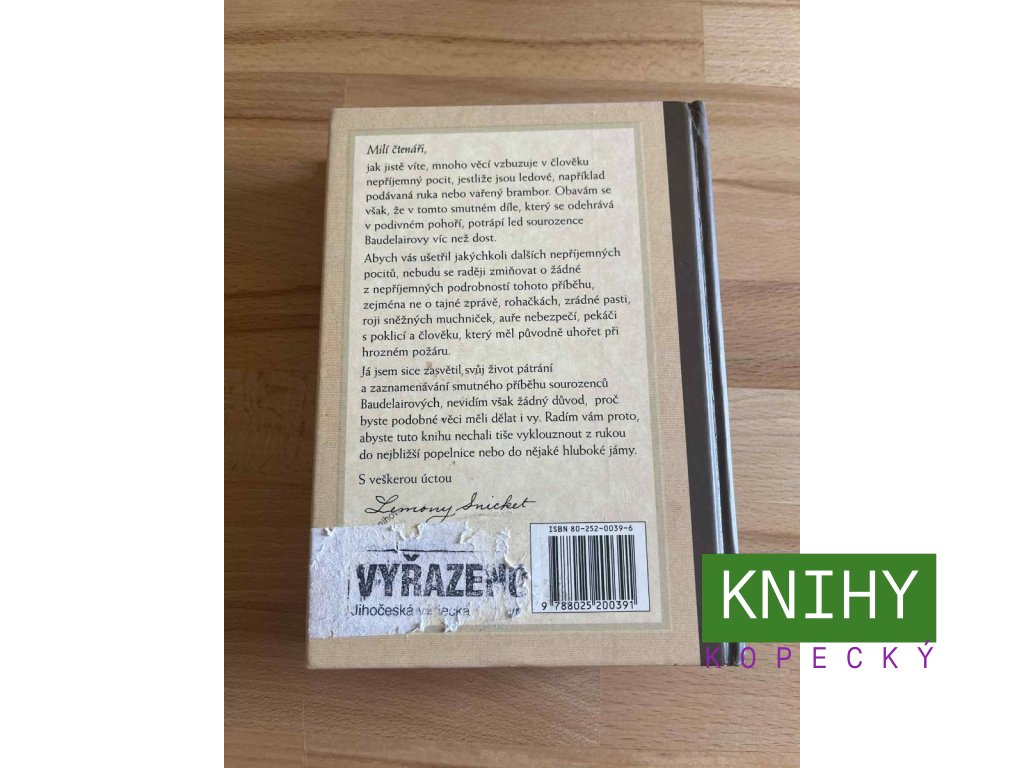 Milí čtenáři,
jak jistě víte, mnoho věcí vzbuzuje v člověku
nepříjemný pocit, jestliže jsou ledové, například
podávaná ruka nebo vařený brambor. Obavám se
však, že v tomto smutném díle, který se odehrává
v podivném pohoří, potrápí led sourozence
Baudelairovy víc než dost.
Abych vás ušetřil jakýchkoli dalších nepříjemných
pocitů, nebudu se raději zmiňovat o žádné
z nepříjemných podrobností tohoto příběhu,
zejména ne o tajné zprávě, rohačkách, zrádné pasti,
roji sněžných muchniček, auře nebezpečí, pekáči
s poklicí a člověku, který měl původně uhořet při
hrozném požáru.
Já jsem sice zasvětil svůj život pátrání
a zaznamenávání smutného příběhu sourozenců
Baudelairových, nevidím však žádný důvod, proč
byste podobné věci měli dělat i vy. Radím vám proto,
abyste tuto knihu nechali tiše vyklouznout z rukou
do nejbližší popelnice nebo do nějaké hluboké jámy.
S veškerou úctou
Lemony Snicket
ISBN 80-252-0039-6
VYŘAZENO
Jihočeská
9 788025 200391
KNIHY
KOPECKÝ